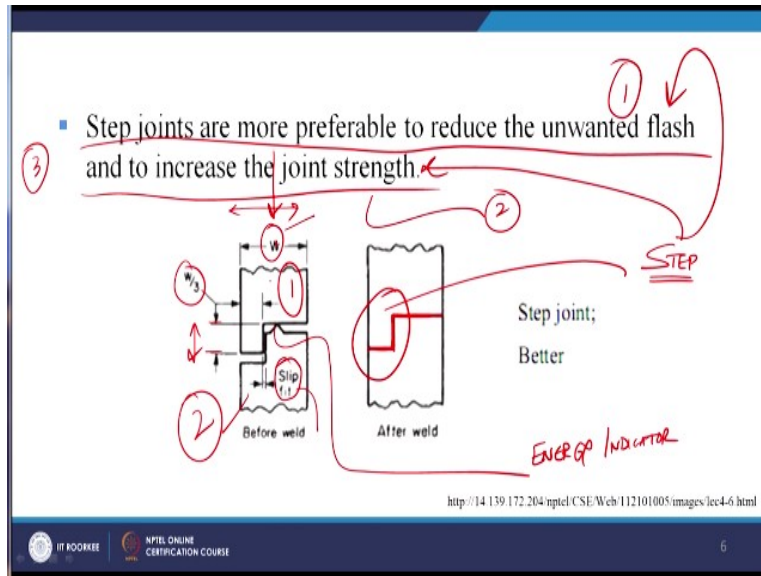 ①
▪ Step joints are more preferable to reduce the unwanted flash
③ and to increase the joint strength.
②
W
W/3
①
STEP
Step joint;
Better
Slip
fit
②
Before weld
After weld
ENERGO INDICATOR
http://14.139.172.204/nptel/CSE/Web/112101005/images/lec4-6.html
IIT ROORKEE
NPTEL ONLINE
CERTIFICATION COURSE
6